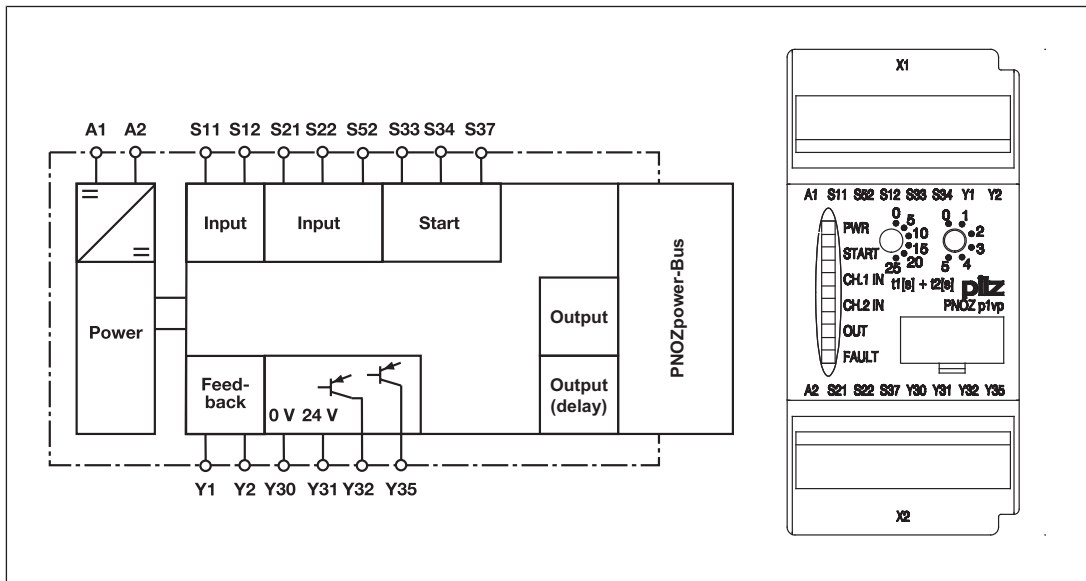 A1 A2 S11 S12 S21 S22 S52 S33 S34 S37
Input Input Start
Power
Output
Output
(delay)
PNOZpower-Bus
Feed-
back
0 V 24 V
Y1 Y2 Y30 Y31 Y32 Y35
X1
A1 S11 S52 S12 S33 S34 Y1 Y2
PWR
START
CH.1 IN
CH.2 IN
OUT
FAULT
0 5 10 15 20 25
0 1 2 3 4 5
t1[s] + t2[s]
pilz
PNOZ p1vp
A2 S21 S22 S37 Y30 Y31 Y32 Y35
X2